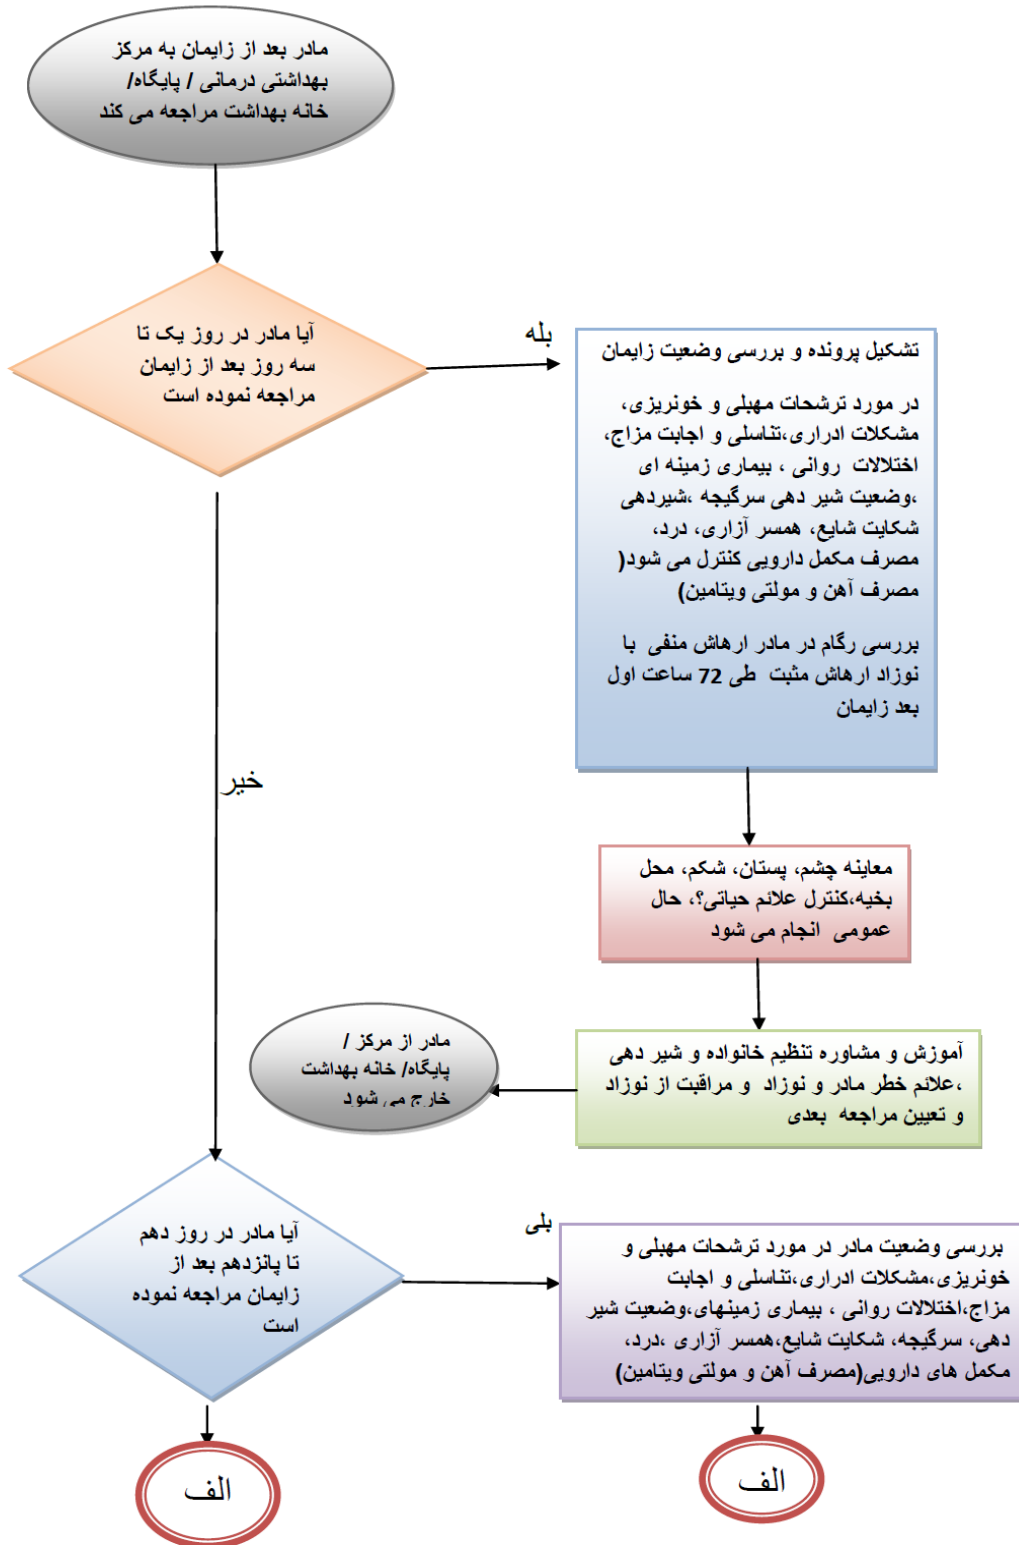 مادر بعد از زایمان به مرکز
بهداشتی درمانی / پایگاه/
خانه بهداشت مراجعه می کند
آیا مادر در روز یک تا
سه روز بعد از زایمان
مراجعه نموده است
بله
تشکیل پرونده و بررسی وضعیت زایمان
در مورد ترشحات مهبلی و خونریزی،
مشکلات ادراری،تناسلی و اجابت مزاج،
اختلالات روانی ، بیماری زمینه ای
،وضعیت شیر دهی سرگیجه ،شیردهی
شکایت شایع، همسر آزاری، درد،
مصرف مکمل دارویی کنترل می شود(
مصرف آهن و مولتی ویتامین)
بررسی رگام در مادر ارهاش منفی با
نوزاد ارهاش مثبت طی 72 ساعت اول
بعد زایمان
خیر
معاینه چشم، پستان، شکم، محل
بخیه،کنترل علائم حیاتی؟، حال
عمومی انجام می شود
آموزش و مشاوره تنظیم خانواده و شیر دهی
،علائم خطر مادر و نوزاد و مراقبت از نوزاد
و تعیین مراجعه بعدی
مادر از مرکز /
پایگاه/ خانه بهداشت
خارج می شود
آیا مادر در روز دهم
تا پانزدهم بعد از
زایمان مراجعه نموده
است
بلی
بررسی وضعیت مادر در مورد ترشحات مهبلی و
خونریزی،مشکلات ادراری،تناسلی و اجابت
مزاج،اختلالات روانی ، بیماری زمینهای،وضعیت شیر
دهی، سرگیجه، شکایت شایع،همسر آزاری ،درد،
مکمل های دارویی(مصرف آهن و مولتی ویتامین)
الف
الف